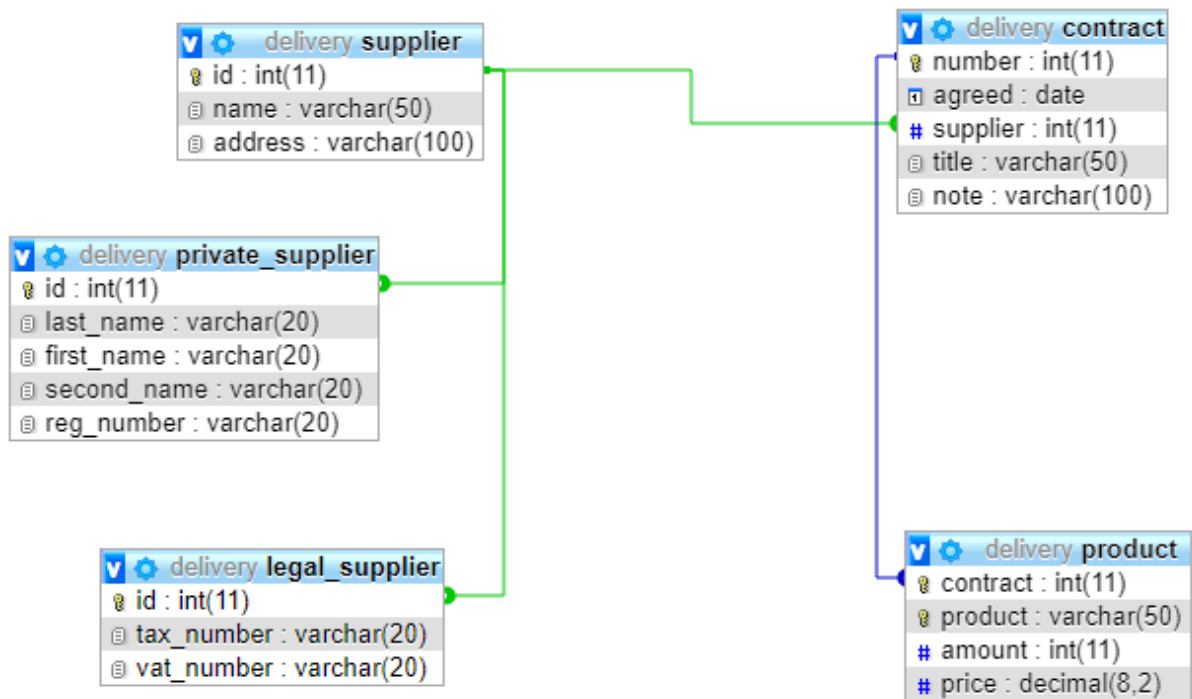 delivery supplier
id : int(11)
name : varchar(50)
address : varchar(100)
delivery contract
number : int(11)
agreed : date
# supplier : int(11)
title : varchar(50)
note : varchar(100)
delivery private_supplier
id : int(11)
last_name : varchar(20)
first_name : varchar(20)
second_name : varchar(20)
reg_number : varchar(20)
delivery legal_supplier
id : int(11)
tax_number : varchar(20)
vat_number : varchar(20)
delivery product
contract : int(11)
product : varchar(50)
# amount : int(11)
# price : decimal(8,2)